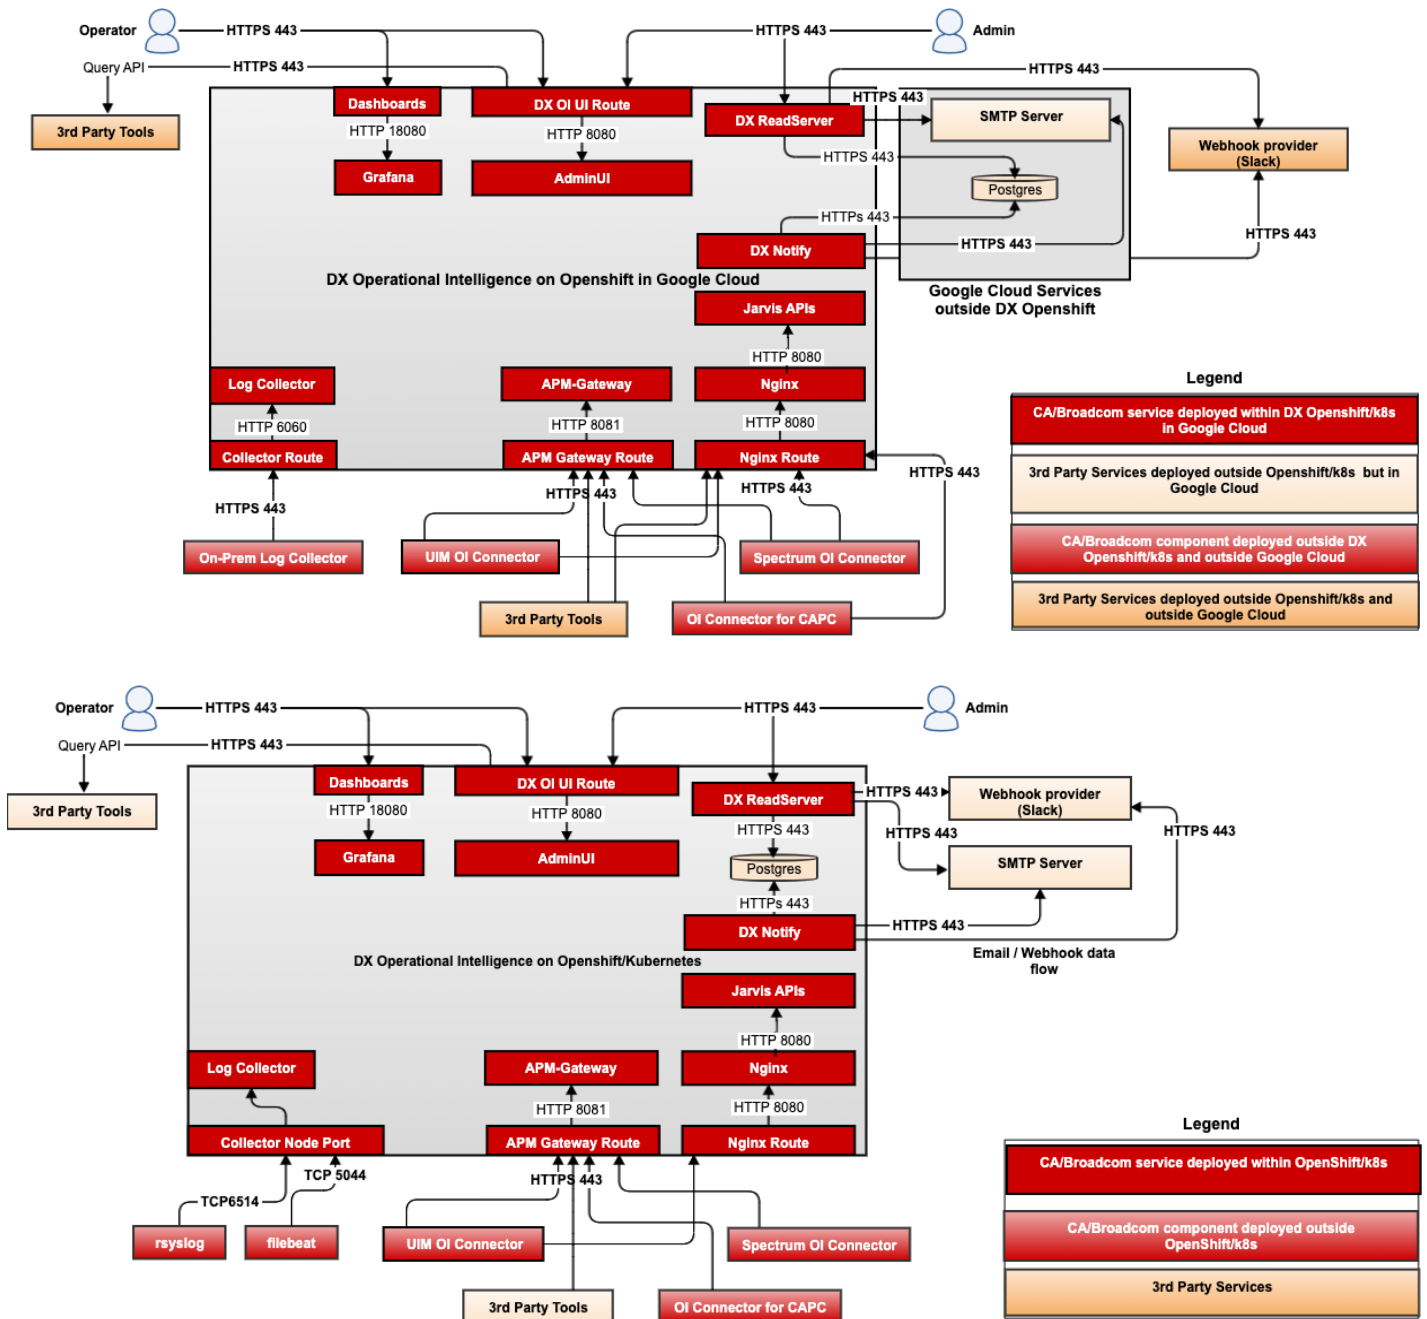 Operator
HTTPS 443
HTTPS 443
Admin
Query API
HTTPS 443
HTTPS 443
3rd Party Tools
Dashboards
DX OI UI Route
HTTPS 443
DX ReadServer
SMTP Server
HTTP 18080
HTTP 8080
HTTPS 443
Webhook provider
(Slack)
Grafana
AdminUI
Postgres
HTTPs 443
HTTPS 443
HTTPS 443
DX Notify
DX Operational Intelligence on Openshift in Google Cloud
Google Cloud Services
outside DX Openshift
Jarvis APIs
HTTP 8080
Log Collector
APM-Gateway
Nginx
HTTP 6060
HTTP 8081
HTTP 8080
Collector Route
APM Gateway Route
Nginx Route
HTTPS 443
HTTPS 443
HTTPS 443
HTTPS 443
On-Prem Log Collector
UIM OI Connector
Spectrum OI Connector
3rd Party Tools
OI Connector for CAPC
Legend
CA/Broadcom service deployed within DX Openshift/k8s
in Google Cloud
3rd Party Services deployed outside Openshift/k8s but in
Google Cloud
CA/Broadcom component deployed outside DX
Openshift/k8s and outside Google Cloud
3rd Party Services deployed outside Openshift/k8s and
outside Google Cloud
Operator
HTTPS 443
HTTPS 443
Admin
Query API
HTTPS 443
3rd Party Tools
Dashboards
DX OI UI Route
DX ReadServer
HTTPS 443
Webhook provider
(Slack)
HTTP 18080
HTTP 8080
HTTPS 443
HTTPS 443
HTTPS 443
Grafana
AdminUI
Postgres
SMTP Server
HTTPs 443
DX Notify
HTTPS 443
Email / Webhook data
flow
DX Operational Intelligence on Openshift/Kubernetes
Jarvis APIs
HTTP 8080
Log Collector
APM-Gateway
Nginx
HTTP 8081
HTTP 8080
Collector Node Port
APM Gateway Route
Nginx Route
TCP 5044
HTTPS 443
TCP6514
rsyslog
filebeat
UIM OI Connector
Spectrum OI Connector
3rd Party Tools
OI Connector for CAPC
Legend
CA/Broadcom service deployed within OpenShift/k8s
CA/Broadcom component deployed outside
OpenShift/k8s
3rd Party Services